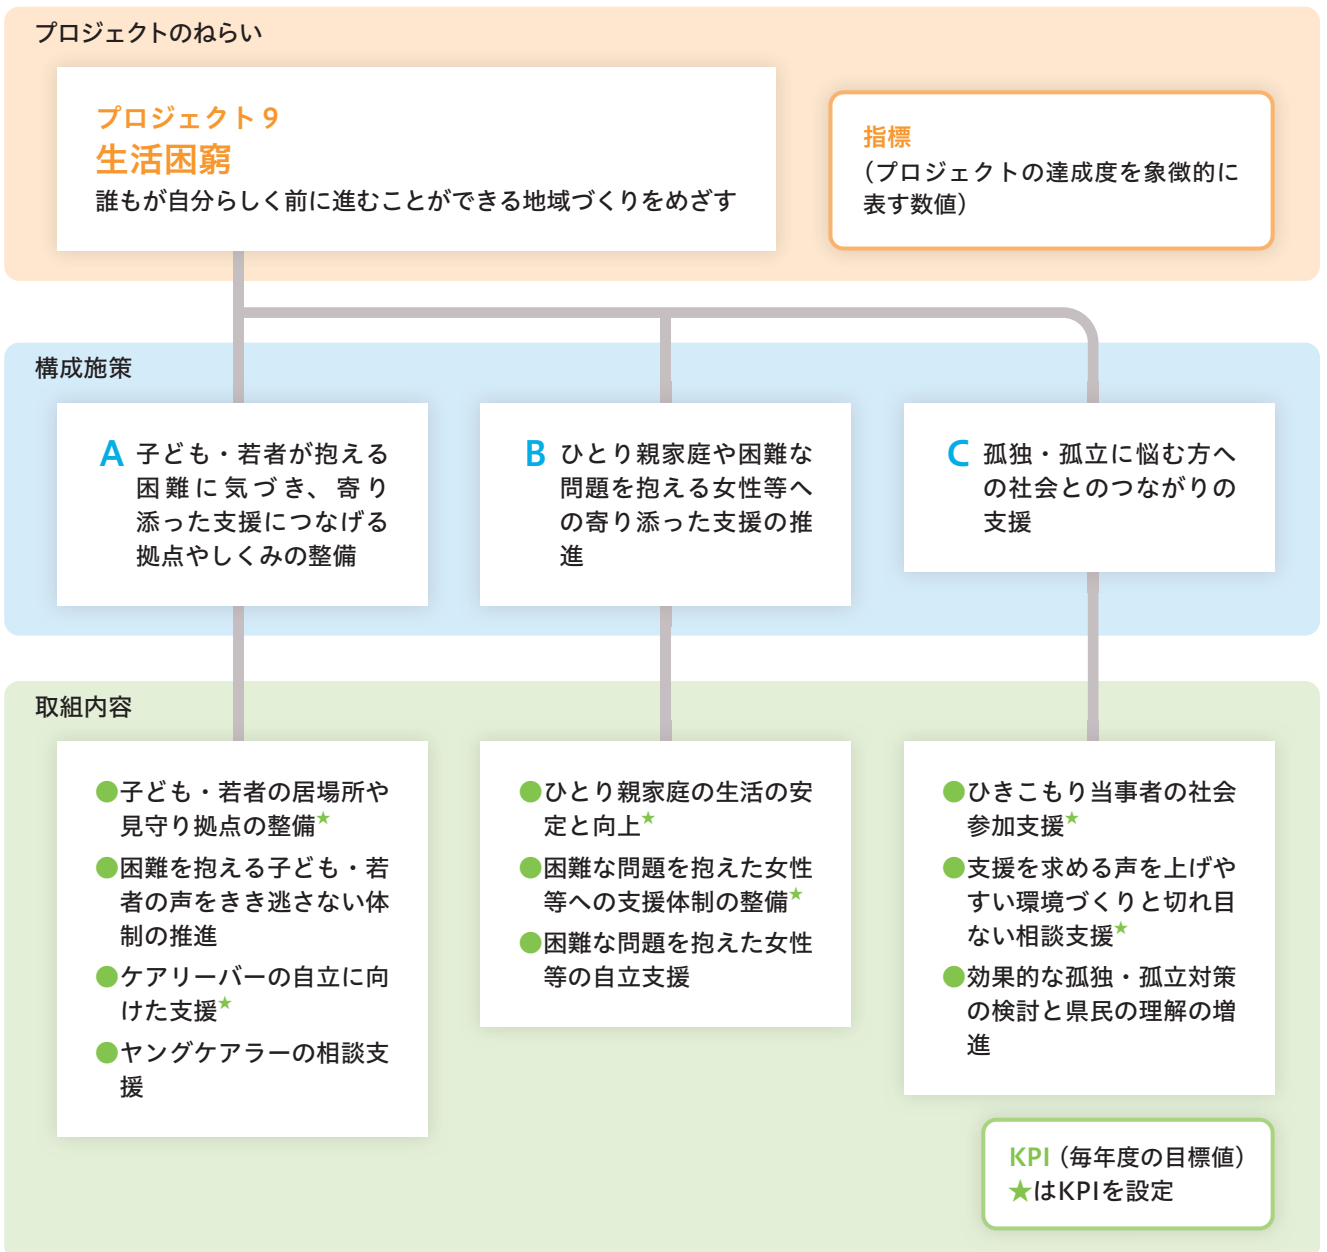 プロジェクトのねらい
プロジェクト 9
生活困窮
誰もが自分らしく前に進むことができる地域づくりをめざす
指標
（プロジェクトの達成度を象徴的に
表す数値）
構成施策
A 子ども・若者が抱える
困難に気づき、寄り
添った支援につなげる
拠点やしくみの整備
B ひとり親家庭や困難な
問題を抱える女性等へ
の寄り添った支援の推
進
C 孤独・孤立に悩む方へ
の社会とのつながりの
支援
取組内容
●子ども・若者の居場所や
見守り拠点の整備★
●困難を抱える子ども・若
者の声をきき逃さない体
制の推進
●ケアリーバーの自立に向
けた支援★
●ヤングケアラーの相談支
援
●ひとり親家庭の生活の安
定と向上★
●困難な問題を抱えた女性
等への支援体制の整備★
●困難な問題を抱えた女性
等の自立支援
●ひきこもり当事者の社会
参加支援★
●支援を求める声を上げや
すい環境づくりと切れ目
ない相談支援★
●効果的な孤独・孤立対策
の検討と県民の理解の増
進
KPI（毎年度の目標値）
★はKPIを設定